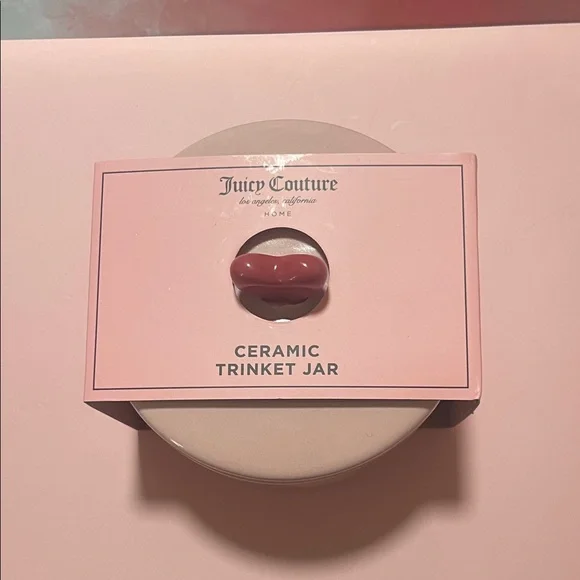 Juicy Couture
los angeles, california
HOME
CERAMIC
TRINKET JAR